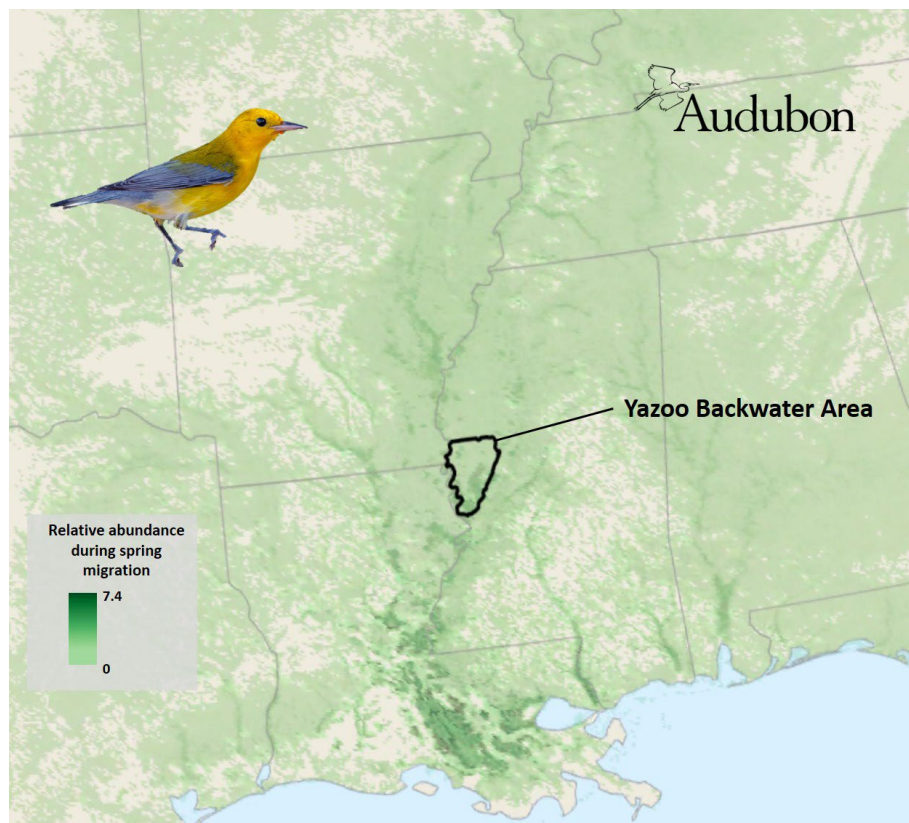 Audubon
Yazoo Backwater Area
Relative abundance
during spring
migration
7.4
0